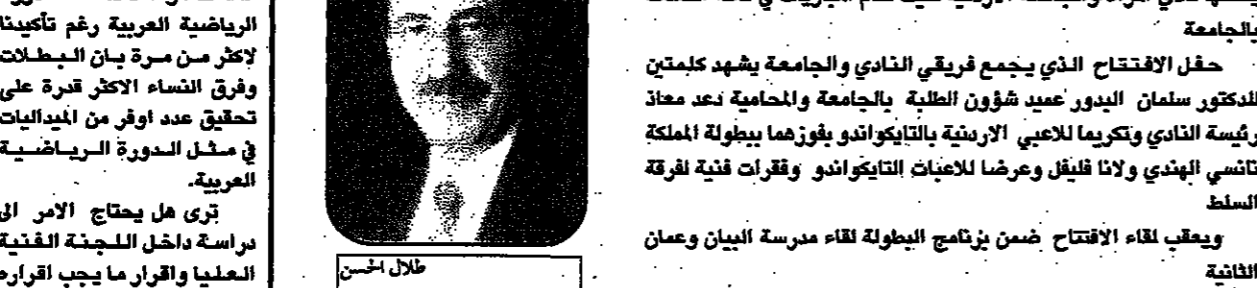 بالجامعة
حفل الافتتاح الذي يجمع فريقي النادي والجامعة يشهد كلمتين
للدكتور سلمان البدور عميد شؤون الطلبة بالجامعة والمحامية دعد معاذ
رئيسة النادي وتكريما للاعبي الاردنية بالتايكواندو بفوزهما ببطولة المملكة
نانسي الهندي ولانا فليفل وعرضا للاعبات التايكواندو وفقرات فنية لفرقة
السلط
ويعقب لقاء الافتتاح ضمن برنامج البطولة لقاء مدرسة البيان وعمان
الثانية
طلال الحسن
الرياضية العربية رغم تأكيدنا
لاكثر من مرة بان البطلات
وفرق النساء الاكثر قدرة على
تحقيق عدد اوفر من الميداليات
في مثل الدورة الرياضية
العربية.
ترى هل يحتاج الامر الى
دراسة داخل اللجنة الفنية
العليا واقرار ما يجب اقراره